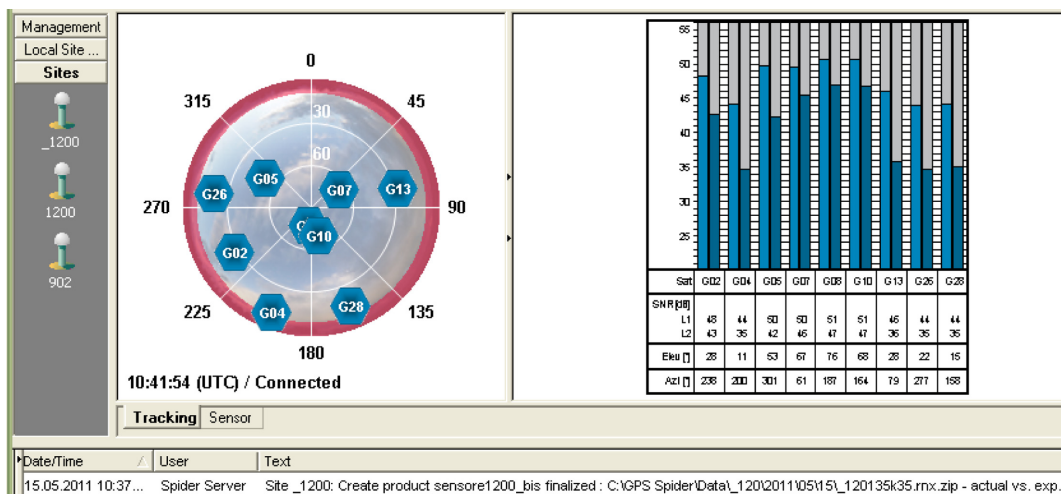 Management
Local Site ...
Sites
_1200
1200
902
0
45
90
135
180
225
270
315
30
60
G05
G26
G07
G13
G10
G02
G04
G28
10:41:54 (UTC) / Connected
Tracking Sensor
55
50
45
40
35
30
25
Sat G02 G04 G05 G07 G08 G10 G13 G26 G28
SNR [dB]
L1 48 44 50 50 51 51 46 44 44
L2 43 35 42 46 47 47 36 35 35
Elev [°] 28 11 53 67 76 68 28 22 15
Azi [°] 238 200 301 61 187 164 79 277 158
Date/Time User Text
15.05.2011 10:37... Spider Server Site _1200: Create product sensore1200_bis finalized : C:\GPS Spider\Data\_120\2011\05\15\_120135k35.rnx.zip - actual vs. exp.